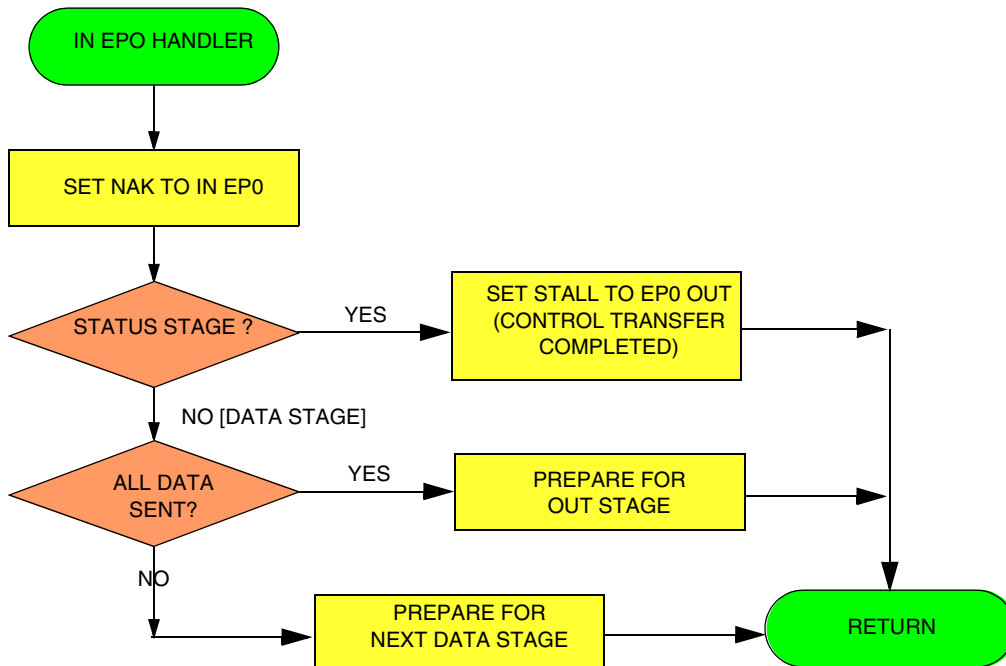 IN EPO HANDLER
SET NAK TO IN EP0
STATUS STAGE ?
YES
SET STALL TO EP0 OUT
(CONTROL TRANSFER
COMPLETED)
NO [DATA STAGE]
ALL DATA
SENT?
YES
PREPARE FOR
OUT STAGE
NO
PREPARE FOR
NEXT DATA STAGE
RETURN